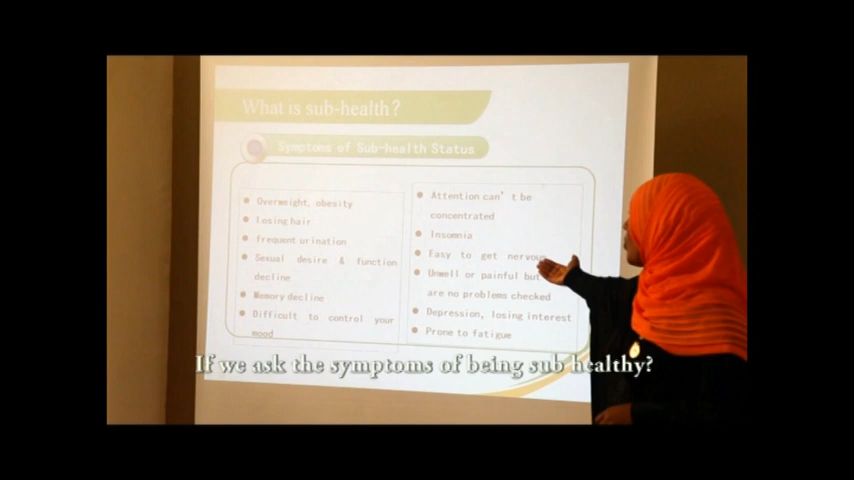 What is sub-health?
Symptoms of Sub-health Status
Overweight, obesity
Losing hair
frequent urination
Sexual desire & function
decline
Memory decline
Difficult to control your
mood
Attention can't be
concentrated
Insomnia
Easy to get nervous
Unwell or painful but
are no problems checked
Depression, losing interest
Prone to fatigue
If we ask the symptoms of being sub healthy?